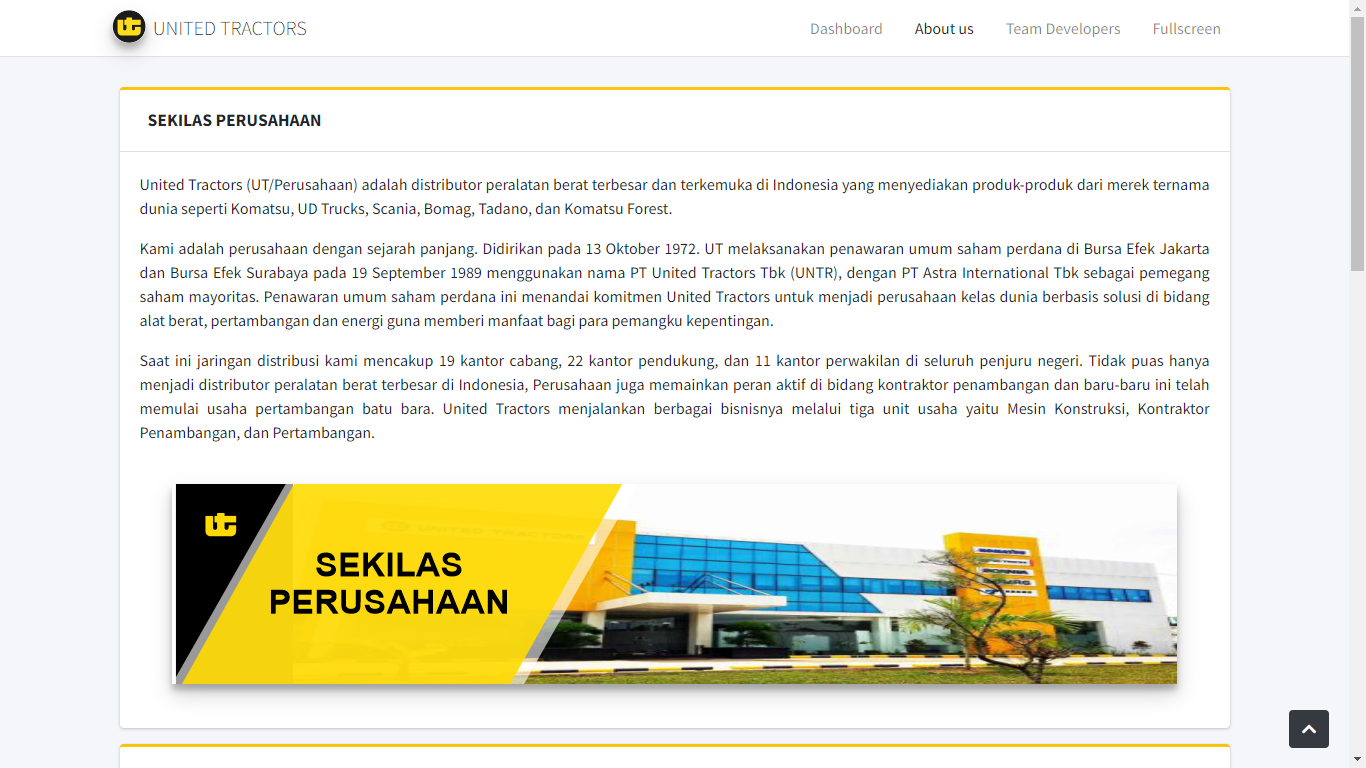 UNITED TRACTORS
Dashboard
About us
Team Developers
Fullscreen
SEKILAS PERUSAHAAN
United Tractors (UT/Perusahaan) adalah distributor peralatan berat terbesar dan terkemuka di Indonesia yang menyediakan produk-produk dari merek ternama
dunia seperti Komatsu, UD Trucks, Scania, Bomag, Tadano, dan Komatsu Forest.
Kami adalah perusahaan dengan sejarah panjang. Didirikan pada 13 Oktober 1972. UT melaksanakan penawaran umum saham perdana di Bursa Efek Jakarta
dan Bursa Efek Surabaya pada 19 September 1989 menggunakan nama PT United Tractors Tbk (UNTR), dengan PT Astra International Tbk sebagai pemegang
saham mayoritas. Penawaran umum saham perdana ini menandai komitmen United Tractors untuk menjadi perusahaan kelas dunia berbasis solusi di bidang
alat berat, pertambangan dan energi guna memberi manfaat bagi para pemangku kepentingan.
Saat ini jaringan distribusi kami mencakup 19 kantor cabang, 22 kantor pendukung, dan 11 kantor perwakilan di seluruh penjuru negeri. Tidak puas hanya
menjadi distributor peralatan berat terbesar di Indonesia, Perusahaan juga memainkan peran aktif di bidang kontraktor penambangan dan baru-baru ini telah
memulai usaha pertambangan batu bara. United Tractors menjalankan berbagai bisnisnya melalui tiga unit usaha yaitu Mesin Konstruksi, Kontraktor
Penambangan, dan Pertambangan.
UT
SEKILAS
PERUSAHAAN